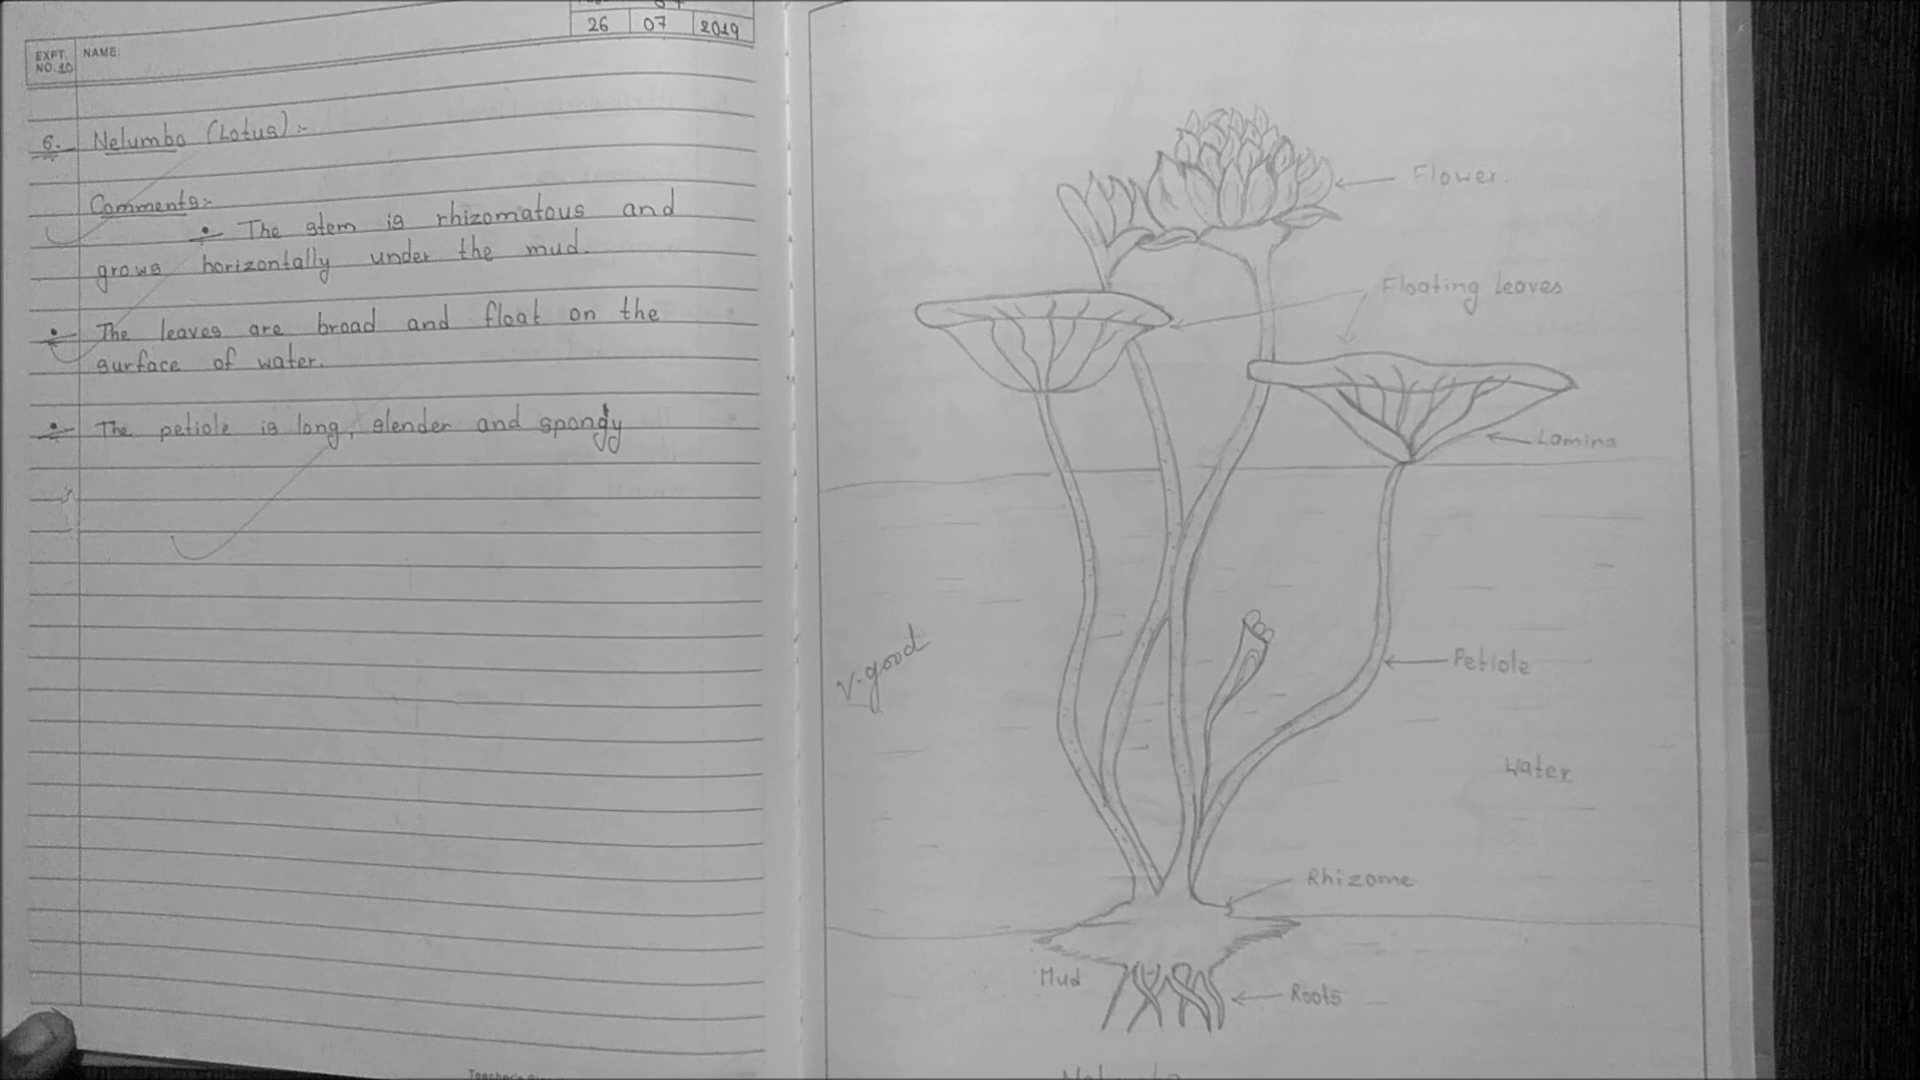 26 07 2019
EXPT. NO. 10 NAME:
6. Nelumbo (Lotus) :-
Comments:-
The stem is rhizomatous and
grows horizontally under the mud.
The leaves are broad and float on the
surface of water.
The petiole is long, slender and spongy
Flower.
Floating leaves
Lamina
V.good
Petiole
Water
Rhizome
Mud
Roots